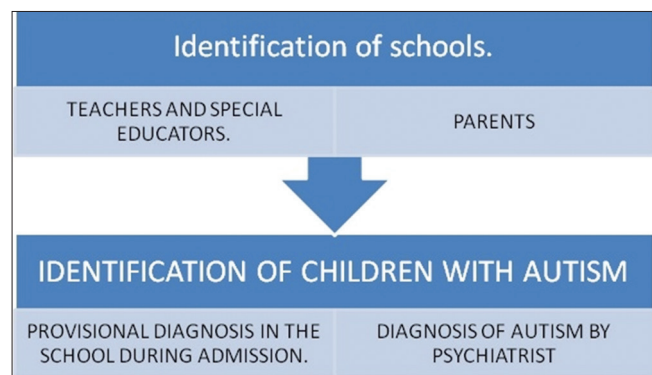 Identification of schools.
TEACHERS AND SPECIAL
EDUCATORS.
PARENTS
IDENTIFICATION OF CHILDREN WITH AUTISM
PROVISIONAL DIAGNOSIS IN THE
SCHOOL DURING ADMISSION.
DIAGNOSIS OF AUTISM BY
PSYCHIATRIST